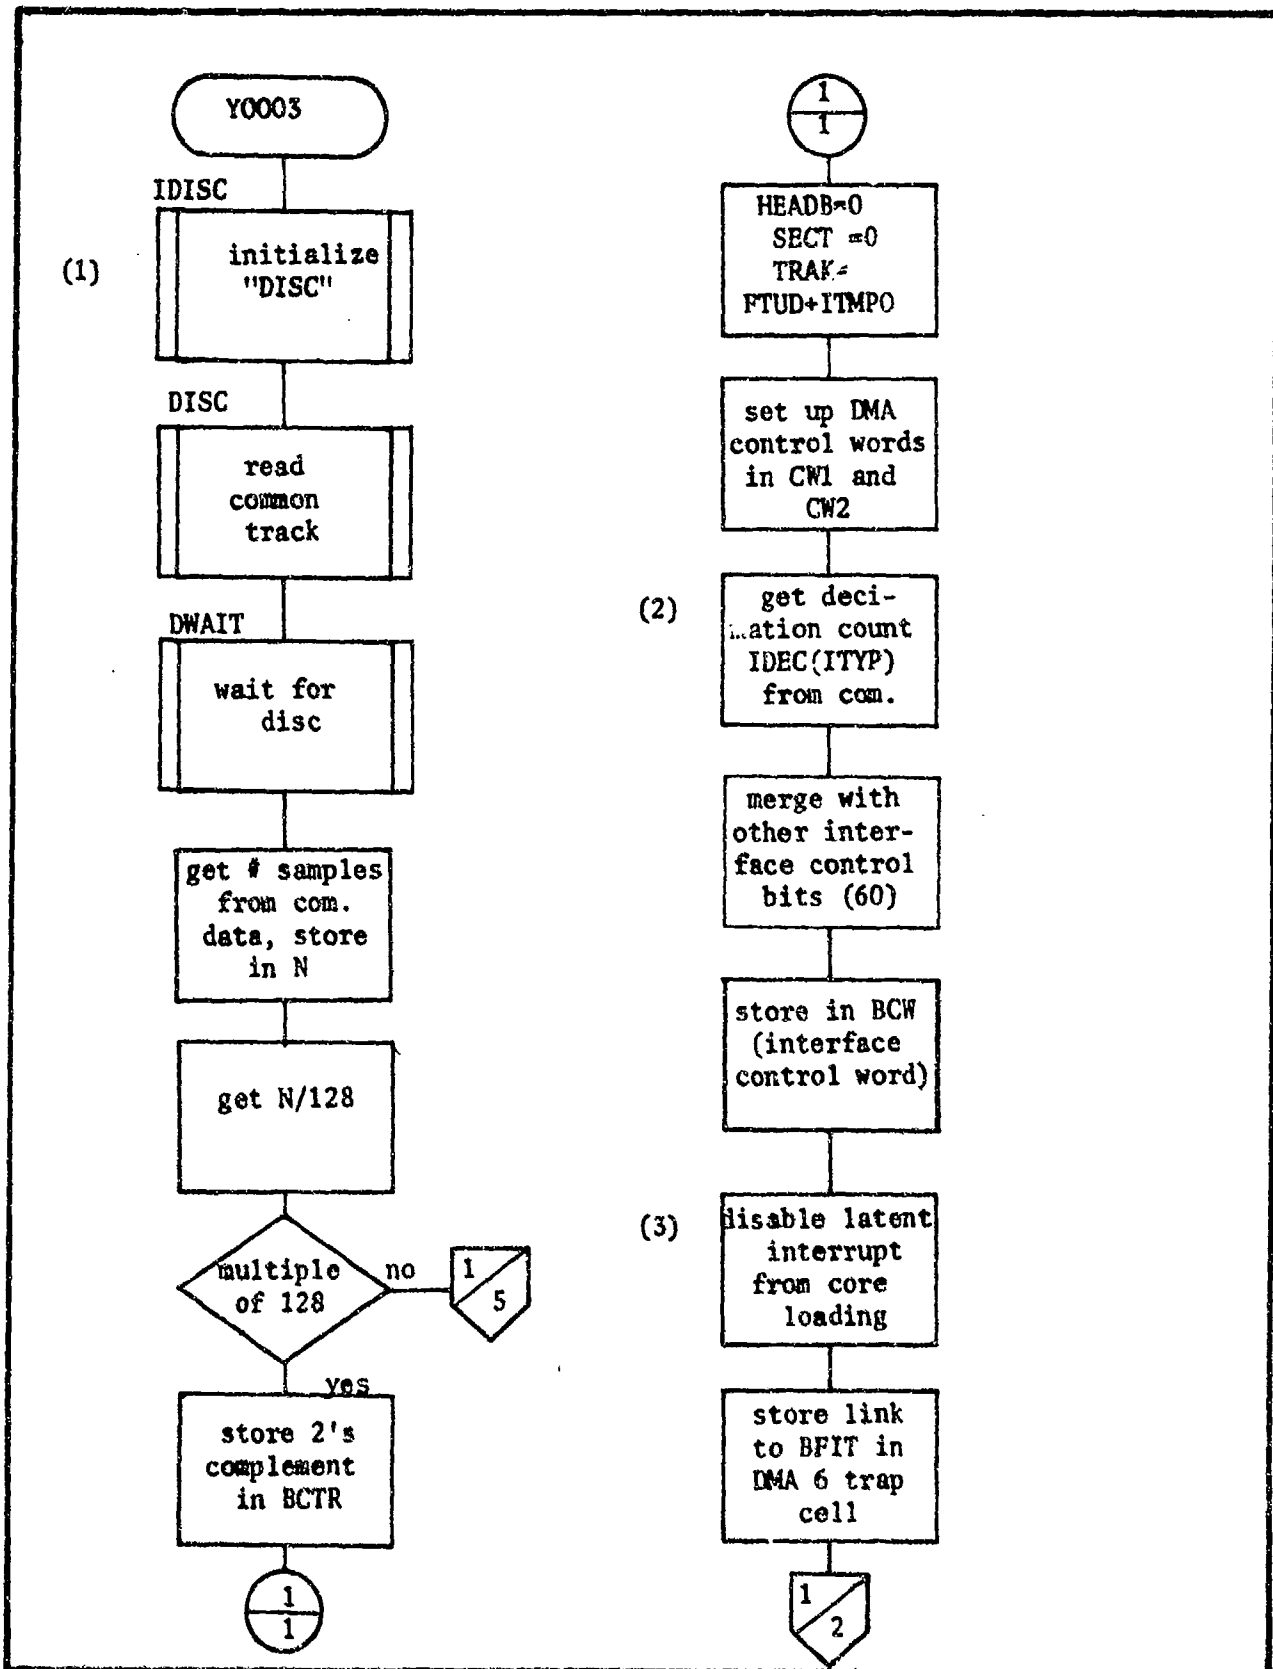 Y0003
IDISC
(1)
initialize
"DISC"
DISC
read
common
track
DWAIT
wait for
disc
get # samples
from com.
data, store
in N
get N/128
multiple
of 128
no
1
5
yes
store 2's
complement
in BCTR
1
1
1
1
HEADB=0
SECT =0
TRAK=
FTUD+ITMPO
set up DMA
control words
in CW1 and
CW2
(2)
get deci-
mation count
IDEC(ITYP)
from com.
merge with
other inter-
face control
bits (60)
store in BCW
(interface
control word)
(3)
disable latent
interrupt
from core
loading
store link
to BFIT in
DMA 6 trap
cell
1
2